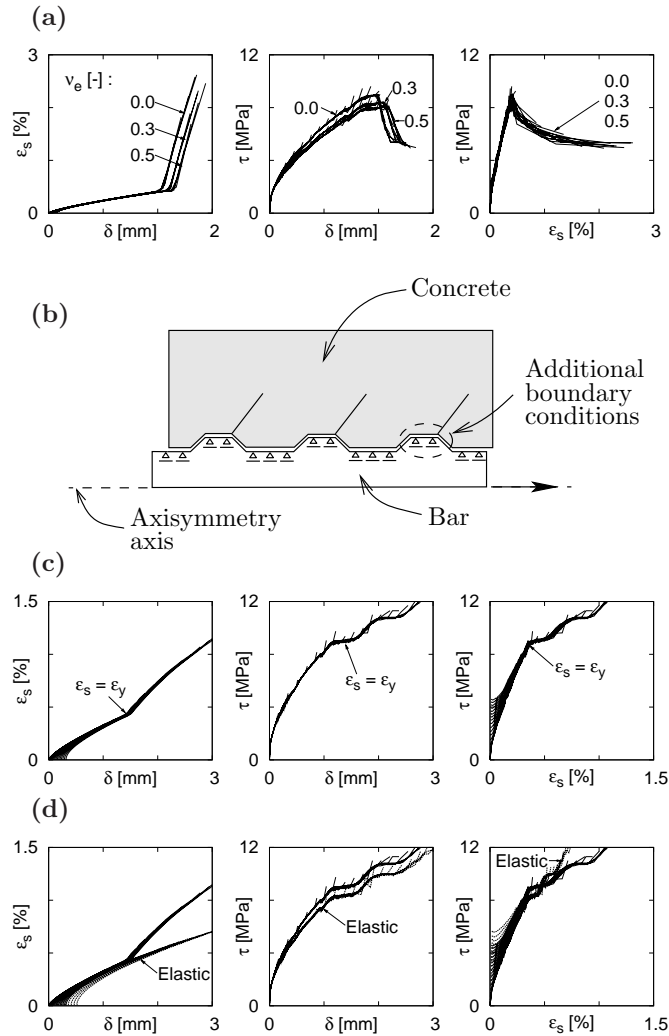 (a)
3
ε_s [%]
0
ν_e [-] :
0.0
0.3
0.5
0
δ [mm]
2
12
τ [MPa]
0
0.0
0.3
0.5
0
δ [mm]
2
12
τ [MPa]
0
0.0
0.3
0.5
0
ε_s [%]
3
(b)
Concrete
Additional
boundary
conditions
Axisymmetry
axis
Bar
(c)
1.5
ε_s [%]
0
ε_s = ε_y
0
δ [mm]
3
12
τ [MPa]
0
ε_s = ε_y
0
δ [mm]
3
12
τ [MPa]
0
ε_s = ε_y
0
ε_s [%]
1.5
(d)
1.5
ε_s [%]
0
Elastic
0
δ [mm]
3
12
τ [MPa]
0
Elastic
0
δ [mm]
3
12
τ [MPa]
0
Elastic
0
ε_s [%]
1.5